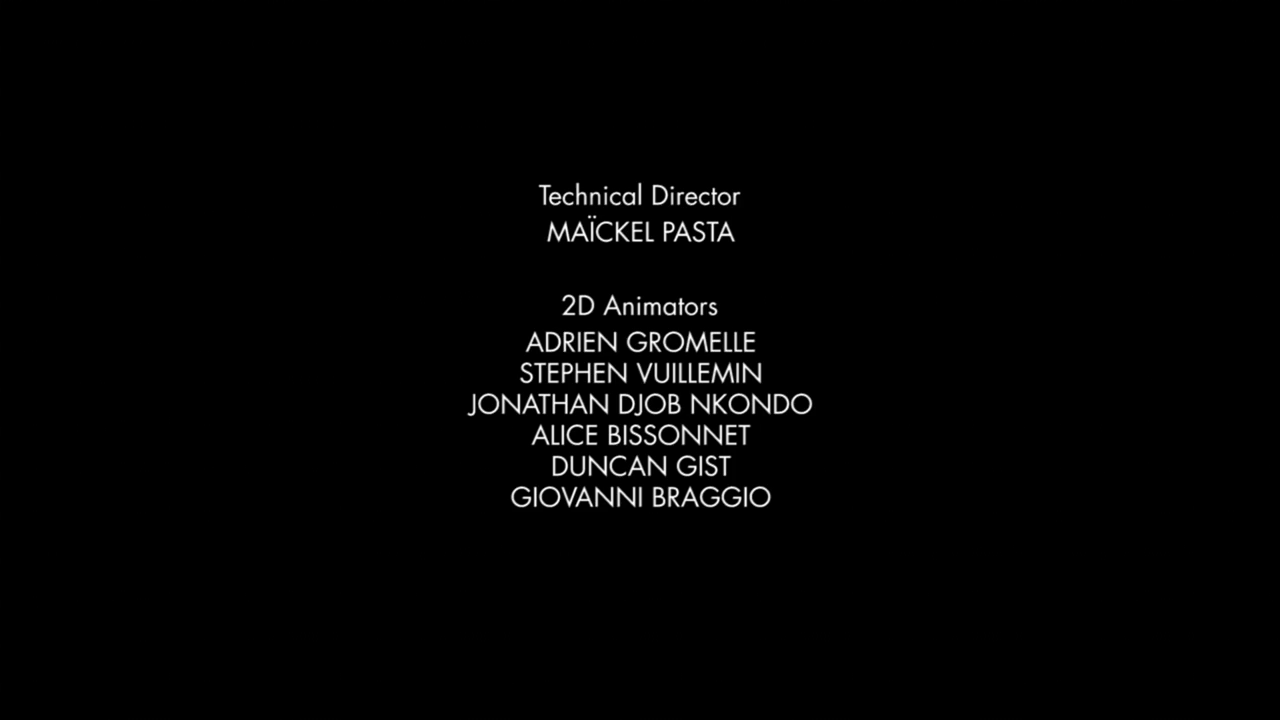 Technical Director
MAÏCKEL PASTA
2D Animators
ADRIEN GROMELLE
STEPHEN VUILLEMIN
JONATHAN DJOB NKONDO
ALICE BISSONNET
DUNCAN GIST
GIOVANNI BRAGGIO